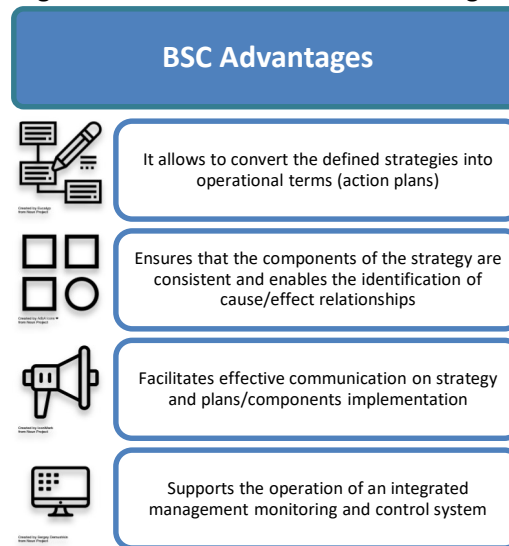 BSC Advantages
It allows to convert the defined strategies into
operational terms (action plans)
Ensures that the components of the strategy are
consistent and enables the identification of
cause/effect relationships
Facilitates effective communication on strategy
and plans/components implementation
Supports the operation of an integrated
management monitoring and control system